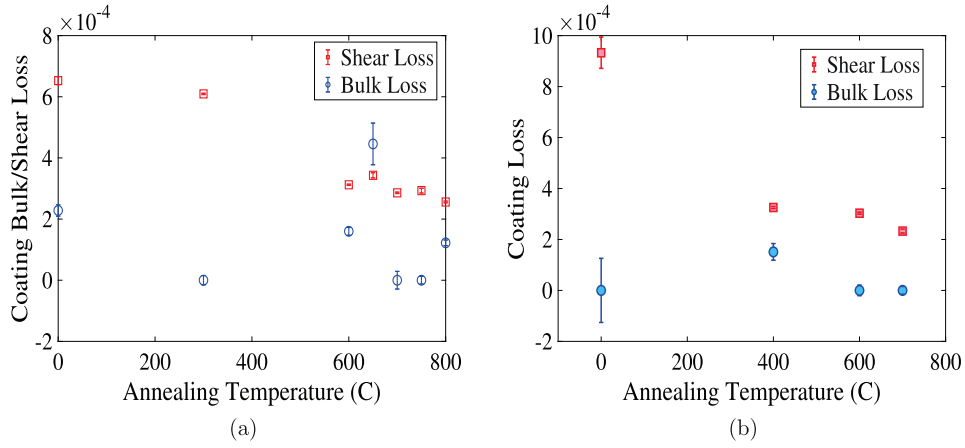 ×10⁻⁴
8
6
4
2
0
-2
Coating Bulk/Shear Loss
Shear Loss
Bulk Loss
0 200 400 600 800
Annealing Temperature (C)
(a)
×10⁻⁴
10
8
6
4
2
0
-2
Coating Loss
Shear Loss
Bulk Loss
0 200 400 600 800
Annealing Temperature (C)
(b)